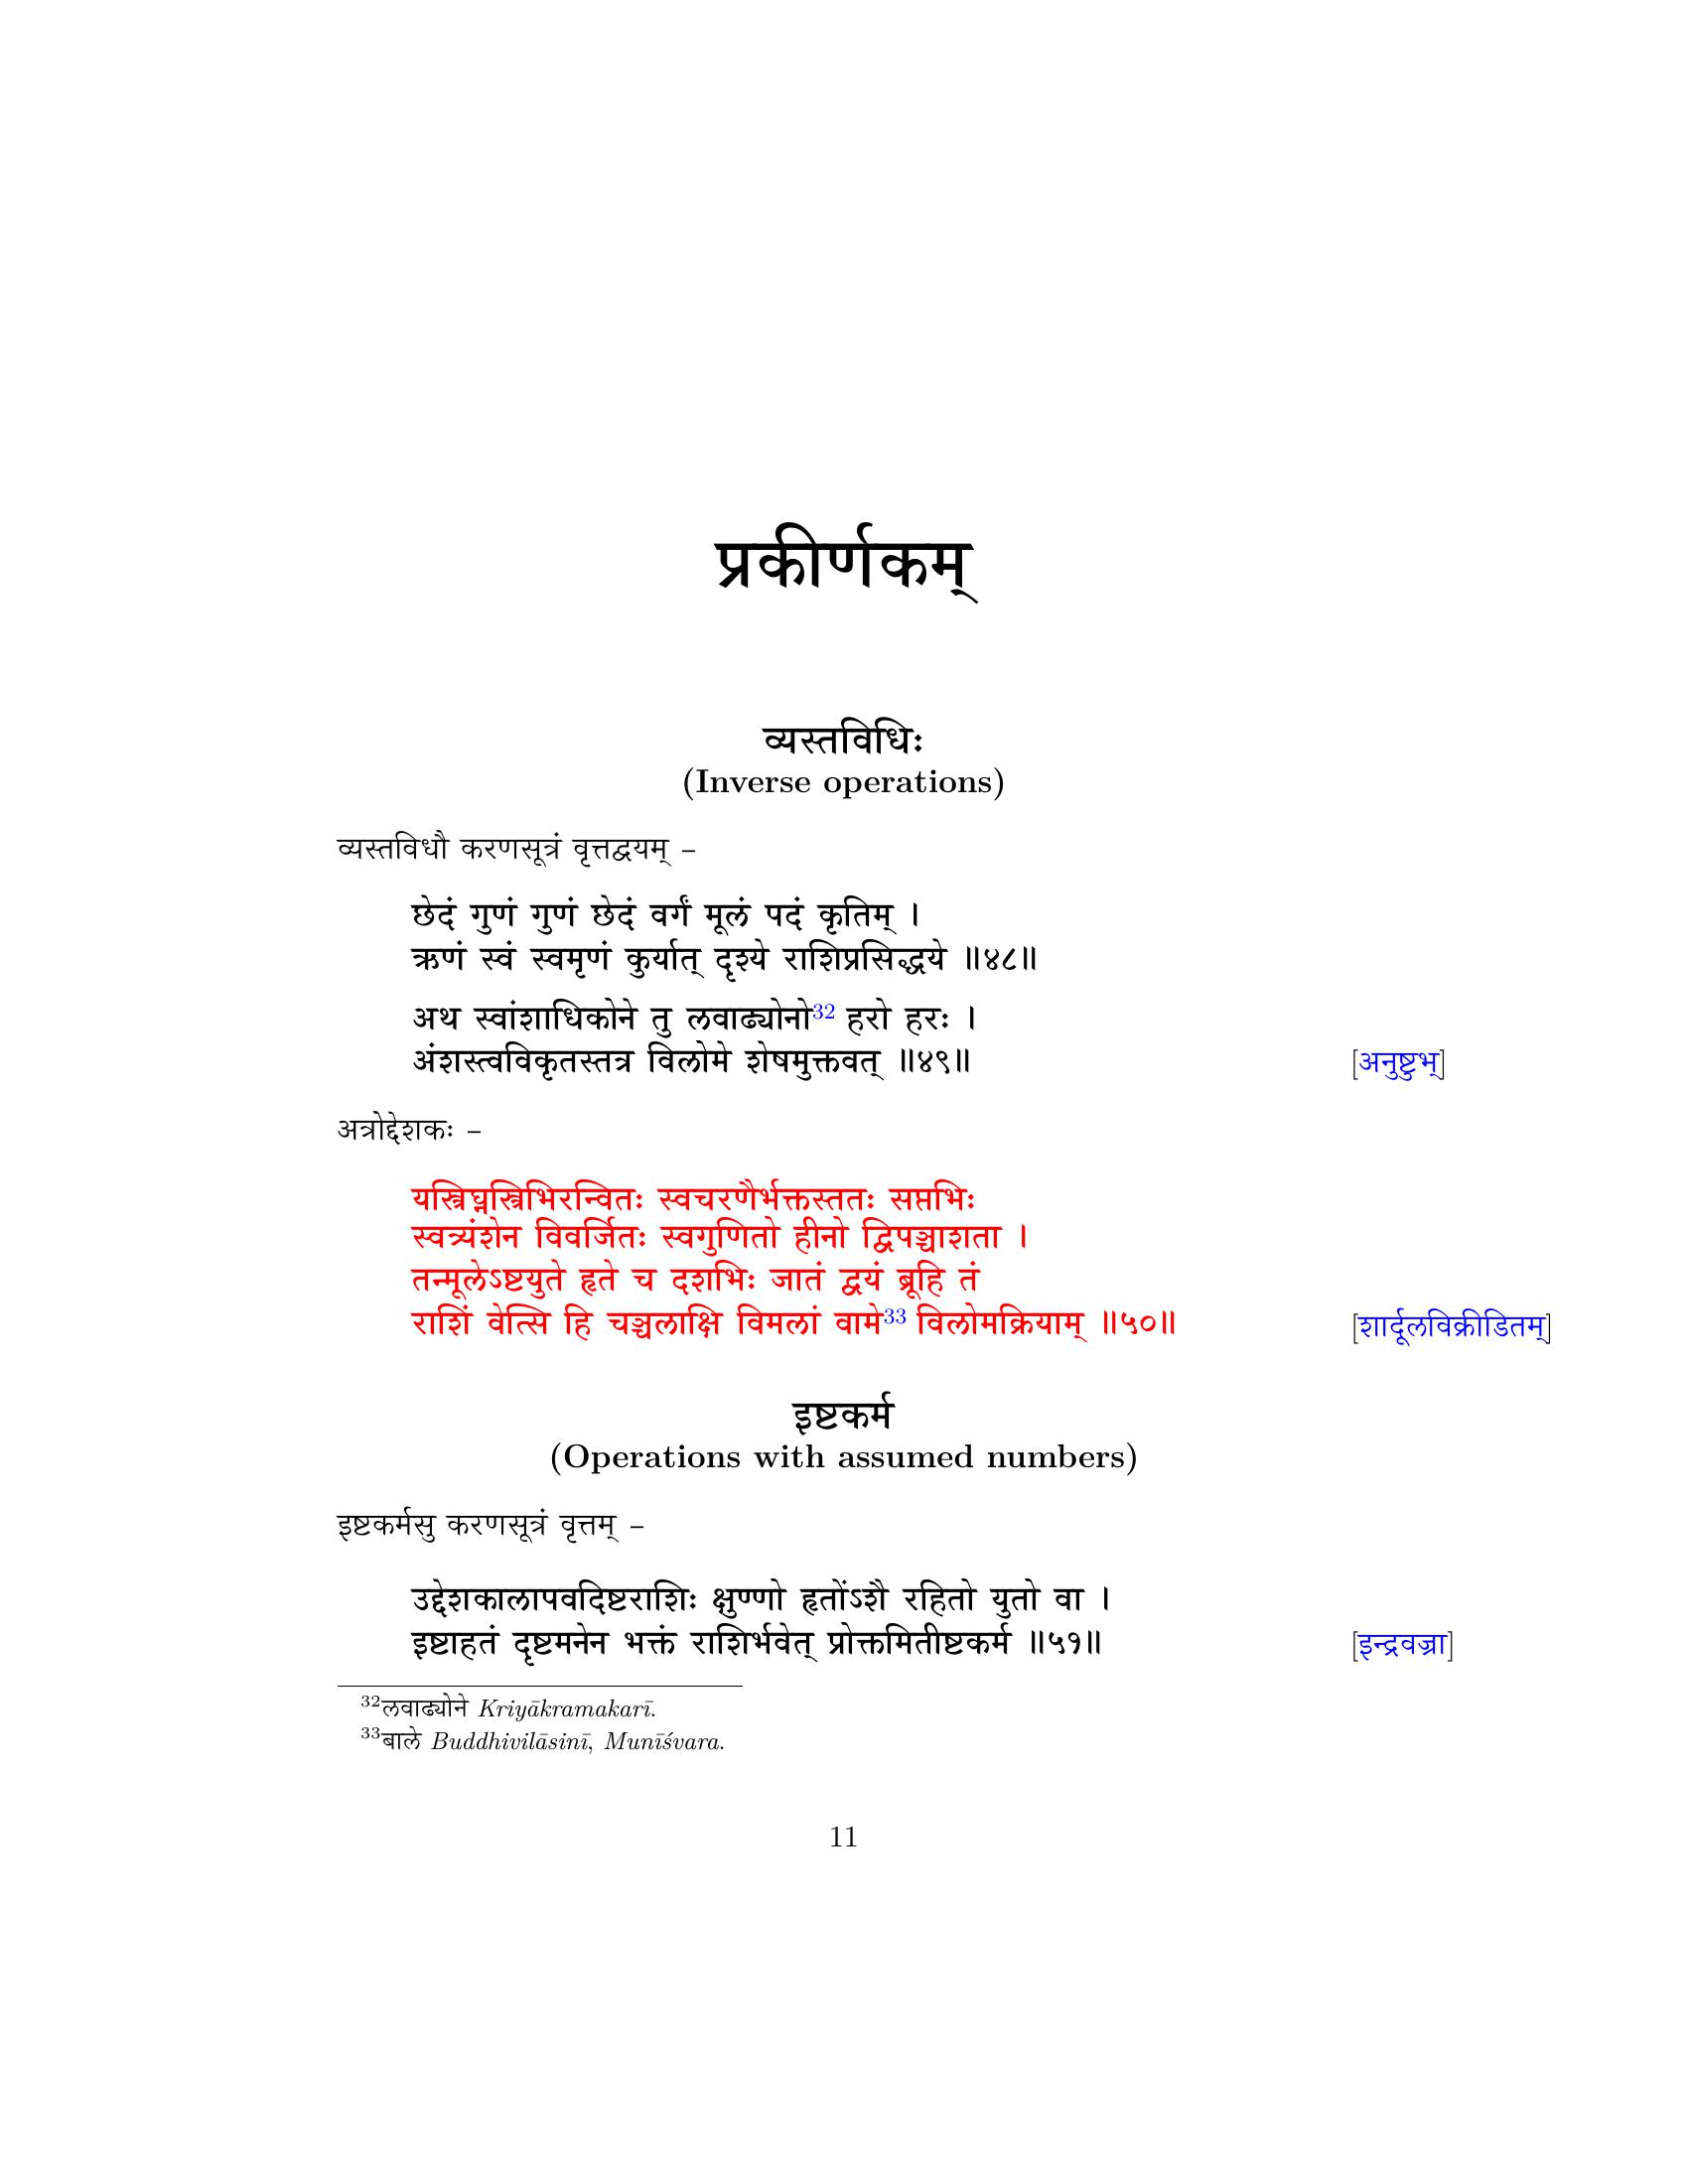 प्रकीर्णकम्
व्यस्तविधिः
(Inverse operations)
व्यस्तविधौ करणसूत्रं वृत्तद्वयम् –
छेदं गुणं गुणं छेदं वर्गं मूलं पदं कृतिम् ।
ऋणं स्वं स्वमृणं कुर्यात् दृश्ये राशिप्रसिद्धये ॥४८॥
अथ स्वांशाधिकोने तु लवाढ्योनो32 हरो हरः ।
अंशस्त्वविकृतस्तत्र विलोमे शेषमुक्तवत् ॥४९॥ [अनुष्टुभ्]
अत्रोद्देशकः –
यस्त्रिघ्नस्त्रिभिरन्वितः स्वचरणैर्भक्तस्ततः सप्तभिः
स्वत्र्यंशेन विवर्जितः स्वगुणितो हीनो द्विपञ्चाशता ।
तन्मूलेऽष्टयुते हृते च दशभिः जातं द्वयं ब्रूहि तं
राशिं वेत्सि हि चञ्चलाक्षि विमलां वामे33 विलोमक्रियाम् ॥५०॥ [शार्दूलविक्रीडितम्]
इष्टकर्म
(Operations with assumed numbers)
इष्टकर्मसु करणसूत्रं वृत्तम् –
उद्देशकालापवदिष्टराशिः क्षुण्णो हृतोंऽशै रहितो युतो वा ।
इष्टाहतं दृष्टमनेन भक्तं राशिर्भवेत् प्रोक्तमितीष्टकर्म ॥५१॥ [इन्द्रवज्रा]
32लवाढ्योने Kriyākramakarī.
33बाले Buddhivilāsinī, Munīśvara.
11